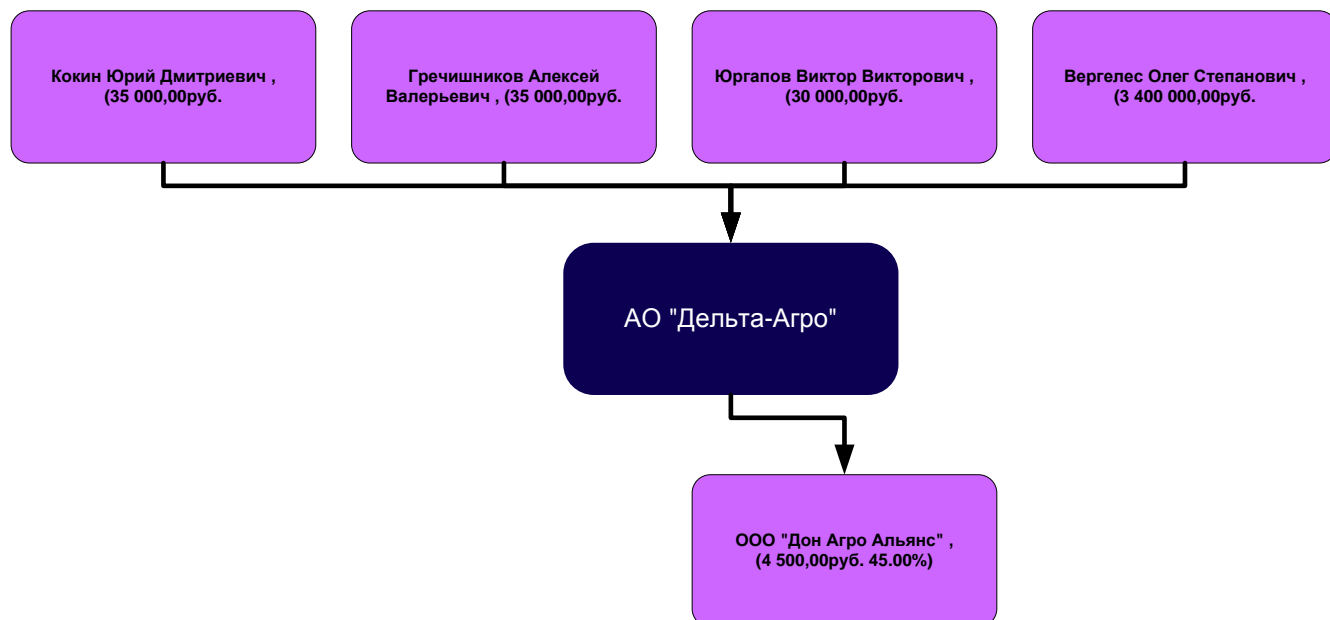 Кокин Юрий Дмитриевич ,
(35 000,00руб.
Гречишников Алексей
Валерьевич , (35 000,00руб.
Юргапов Виктор Викторович ,
(30 000,00руб.
Вергелес Олег Степанович ,
(3 400 000,00руб.
АО "Дельта-Агро"
ООО "Дон Агро Альянс" ,
(4 500,00руб. 45.00%)